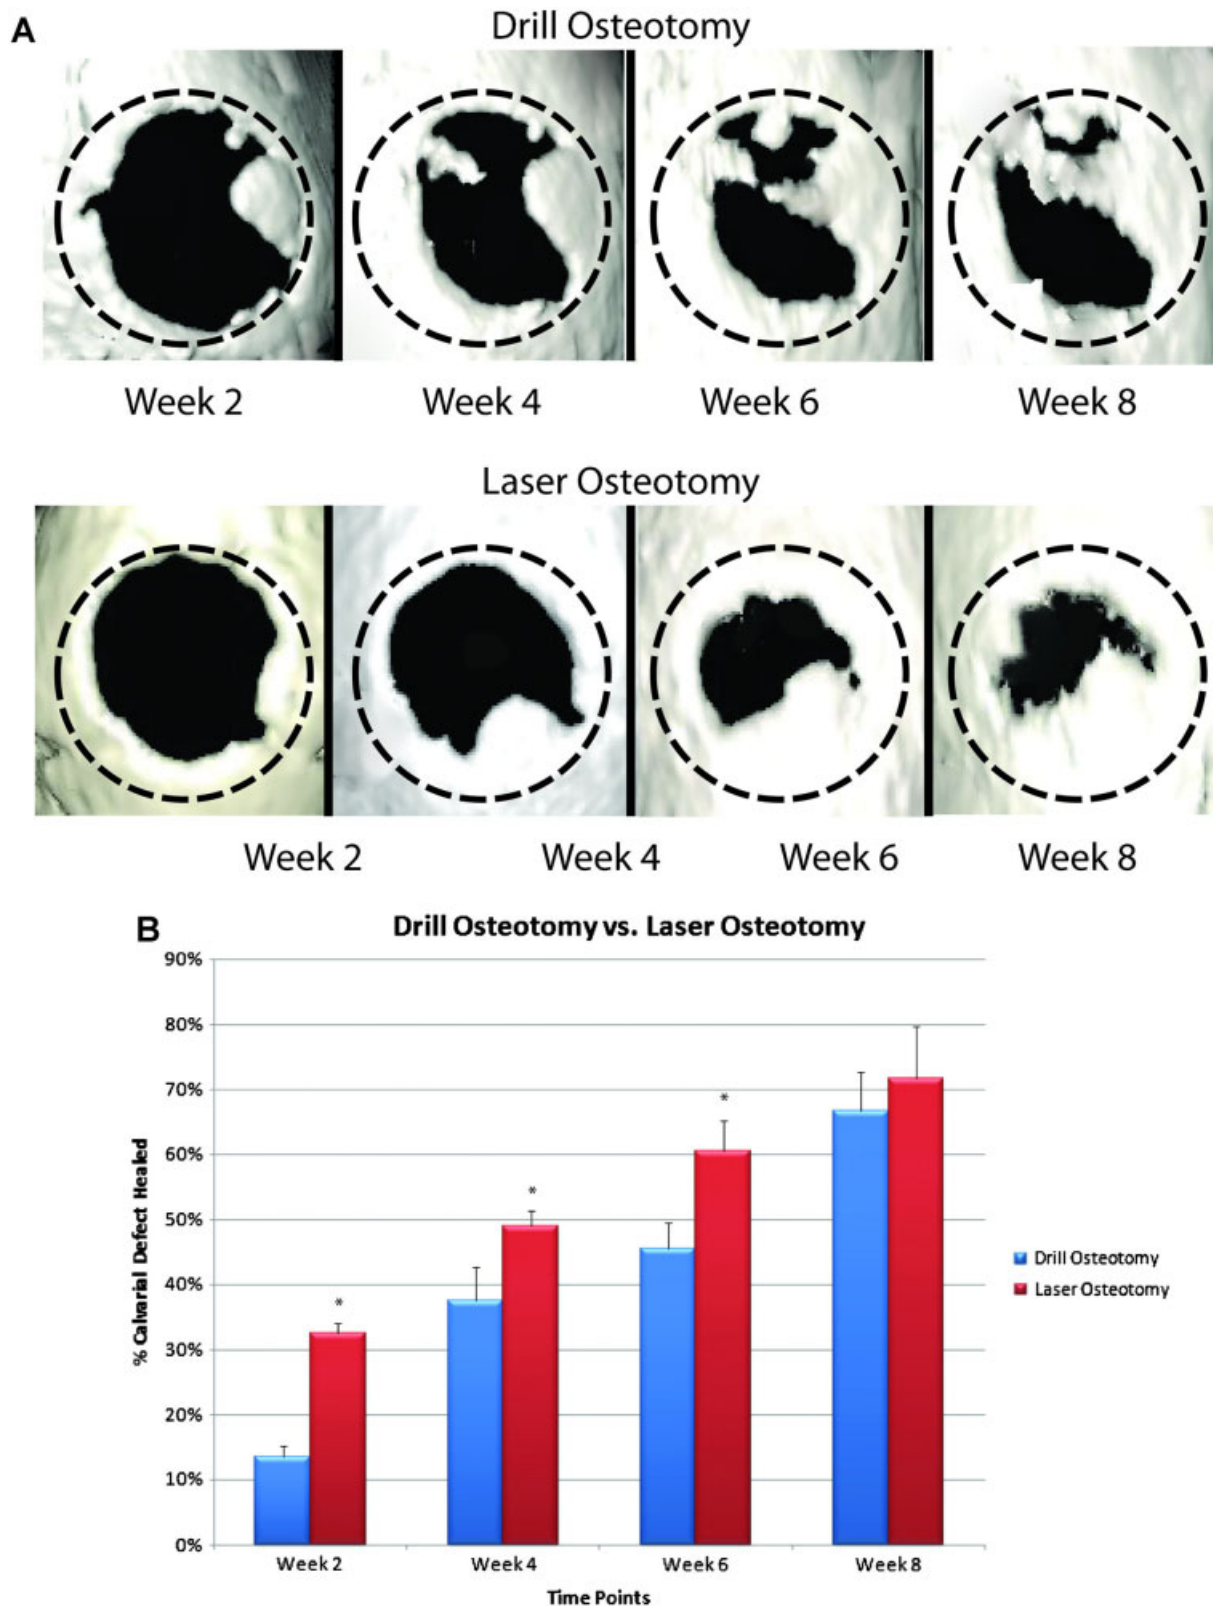 A
Drill Osteotomy
Week 2 Week 4 Week 6 Week 8
Laser Osteotomy
Week 2 Week 4 Week 6 Week 8
B
Drill Osteotomy vs. Laser Osteotomy
90%
80%
70%
60%
50%
40%
30%
20%
10%
0%
% Calvarial Defect Healed
*
*
*
Week 2 Week 4 Week 6 Week 8
Time Points
Drill Osteotomy
Laser Osteotomy